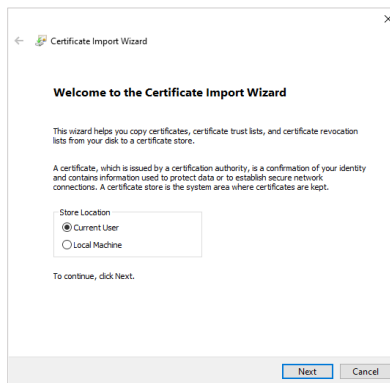 Certificate Import Wizard
Welcome to the Certificate Import Wizard
This wizard helps you copy certificates, certificate trust lists, and certificate revocation
lists from your disk to a certificate store.
A certificate, which is issued by a certification authority, is a confirmation of your identity
and contains information used to protect data or to establish secure network
connections. A certificate store is the system area where certificates are kept.
Store Location
Current User
Local Machine
To continue, click Next.
Next
Cancel